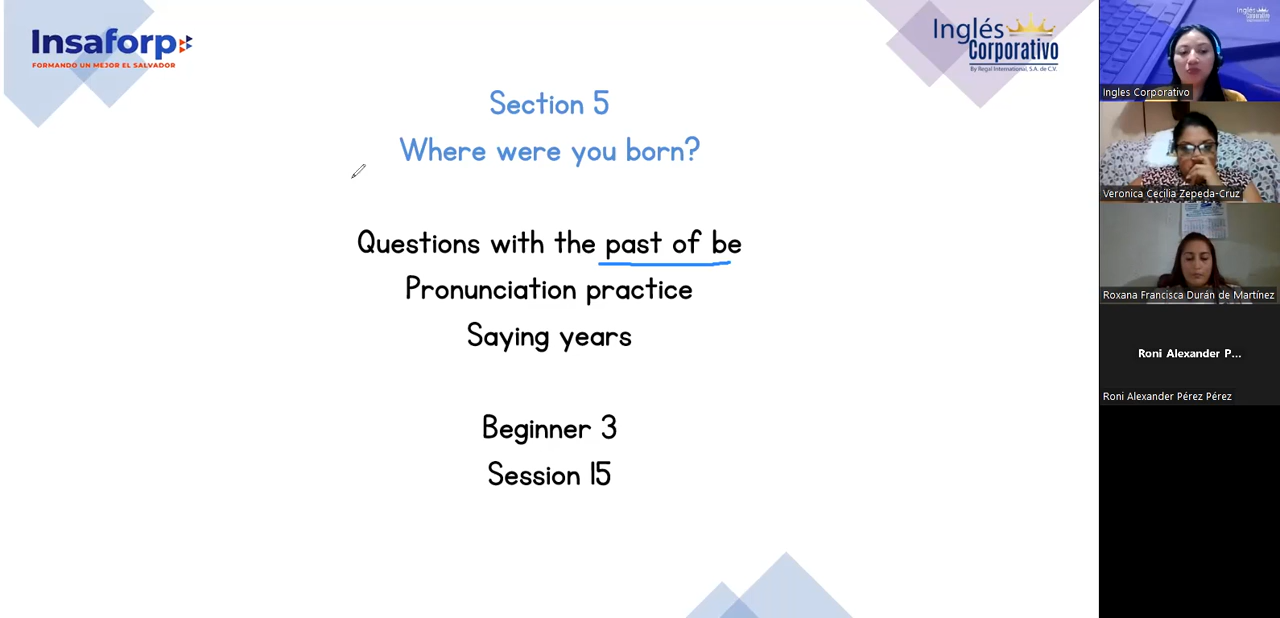 Insaforp
FORMANDO UN MEJOR EL SALVADOR
Inglés
Corporativo
By Regal International, S.A. de C.V.
Section 5
Where were you born?
Questions with the past of be
Pronunciation practice
Saying years
Beginner 3
Session 15
Ingles Corporativo
Veronica Cecilia Zepeda-Cruz
Roxana Francisca Durán de Martínez
Roni Alexander P...
Roni Alexander Pérez Pérez